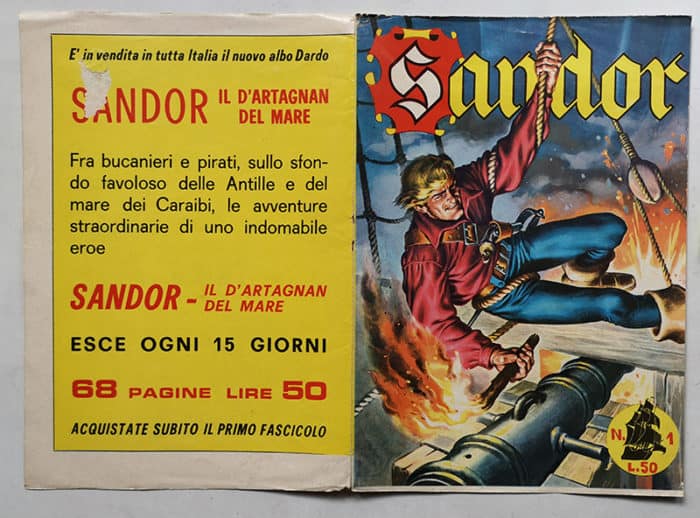 E' in vendita in tutta Italia il nuovo albo Dardo
SANDOR IL D'ARTAGNAN
DEL MARE
Fra bucanieri e pirati, sullo sfon-
do favoloso delle Antille e del
mare dei Caraibi, le avventure
straordinarie di uno indomabile
eroe
SANDOR - IL D'ARTAGNAN
DEL MARE
ESCE OGNI 15 GIORNI
68 PAGINE LIRE 50
ACQUISTATE SUBITO IL PRIMO FASCICOLO
Sandor
N. 1
L.50